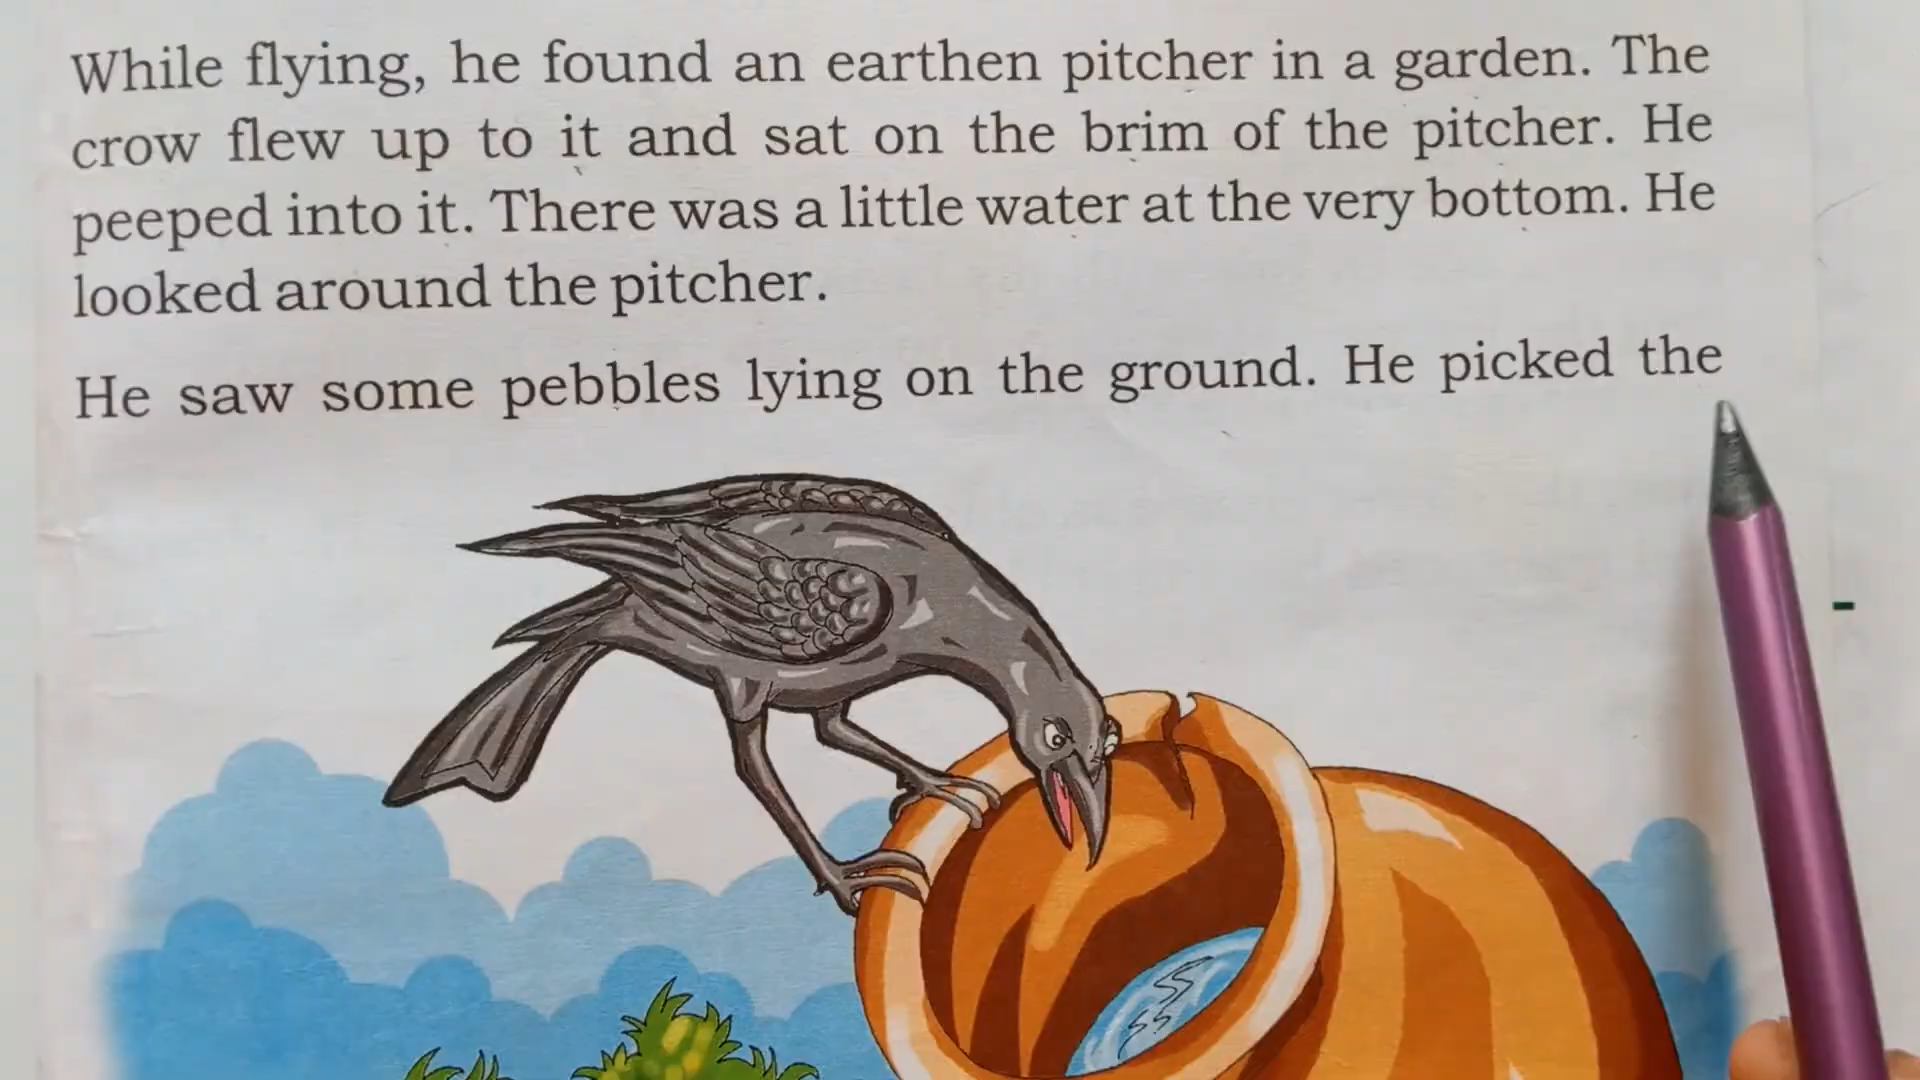 While flying, he found an earthen pitcher in a garden. The
crow flew up to it and sat on the brim of the pitcher. He
peeped into it. There was a little water at the very bottom. He
looked around the pitcher.
He saw some pebbles lying on the ground. He picked the